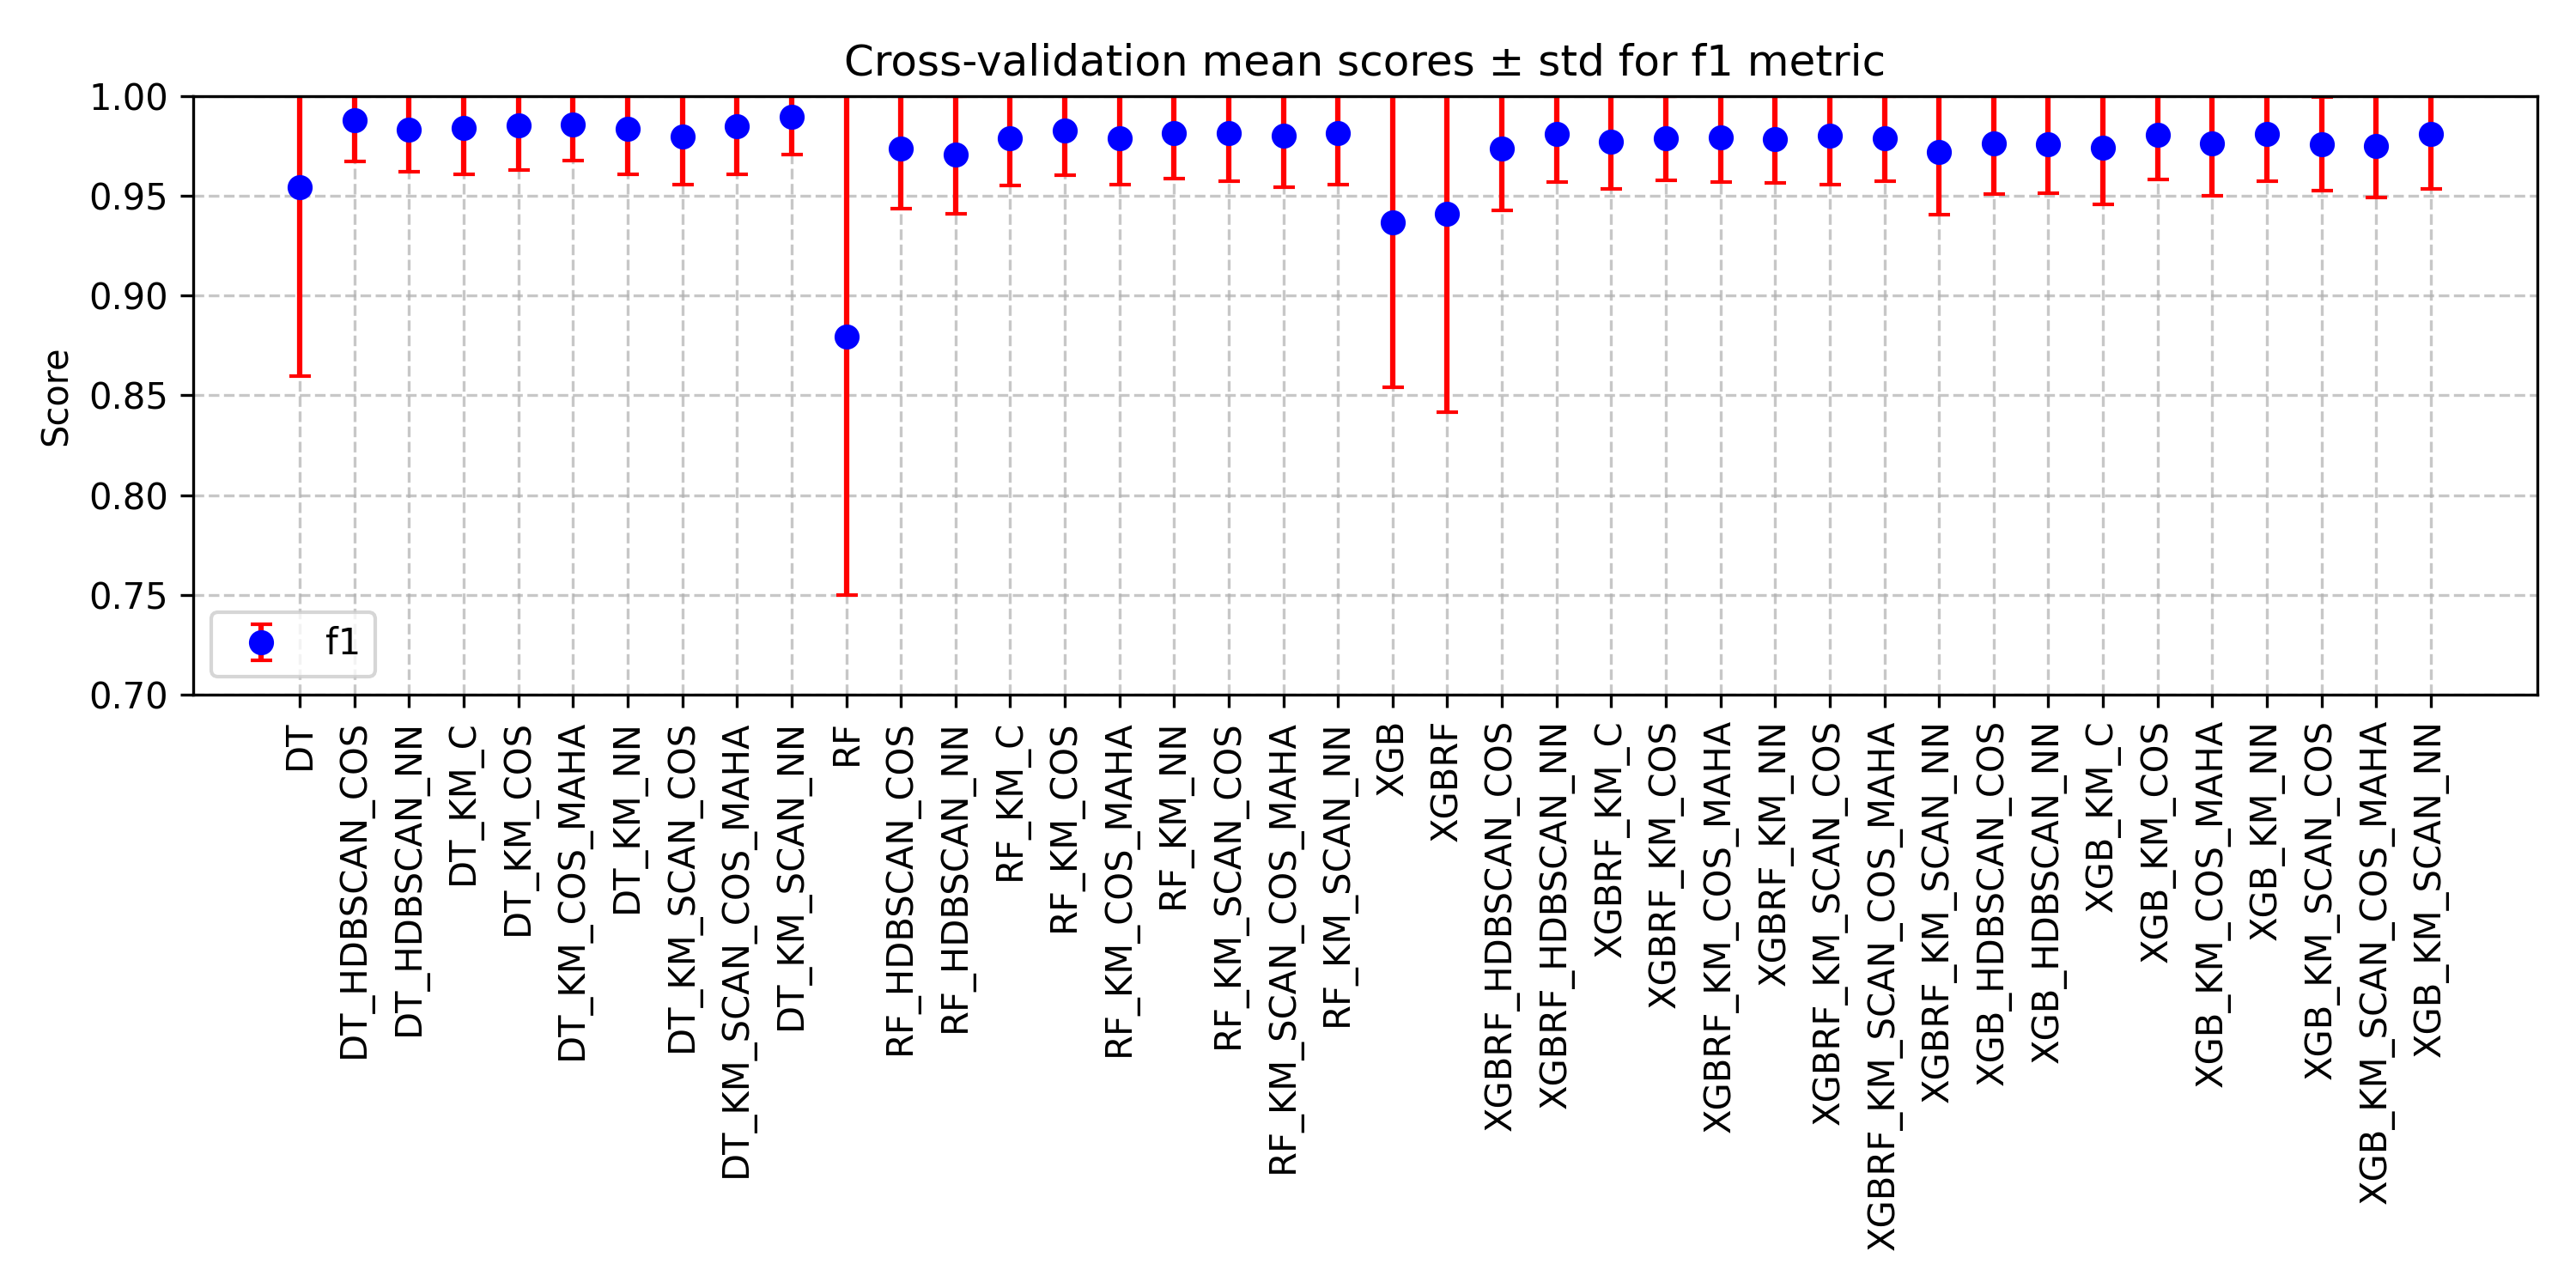 Cross-validation mean scores ± std for f1 metric
Score
1.00
0.95
0.90
0.85
0.80
0.75
0.70
f1
DT
DT_HDBSCAN_COS
DT_HDBSCAN_NN
DT_KM_C
DT_KM_COS
DT_KM_COS_MAHA
DT_KM_NN
DT_KM_SCAN_COS
DT_KM_SCAN_COS_MAHA
DT_KM_SCAN_NN
RF
RF_HDBSCAN_COS
RF_HDBSCAN_NN
RF_KM_C
RF_KM_COS
RF_KM_COS_MAHA
RF_KM_NN
RF_KM_SCAN_COS
RF_KM_SCAN_COS_MAHA
RF_KM_SCAN_NN
XGB
XGBRF
XGBRF_HDBSCAN_COS
XGBRF_HDBSCAN_NN
XGBRF_KM_C
XGBRF_KM_COS
XGBRF_KM_COS_MAHA
XGBRF_KM_NN
XGBRF_KM_SCAN_COS
XGBRF_KM_SCAN_COS_MAHA
XGBRF_KM_SCAN_NN
XGB_HDBSCAN_COS
XGB_HDBSCAN_NN
XGB_KM_C
XGB_KM_COS
XGB_KM_COS_MAHA
XGB_KM_NN
XGB_KM_SCAN_COS
XGB_KM_SCAN_COS_MAHA
XGB_KM_SCAN_NN